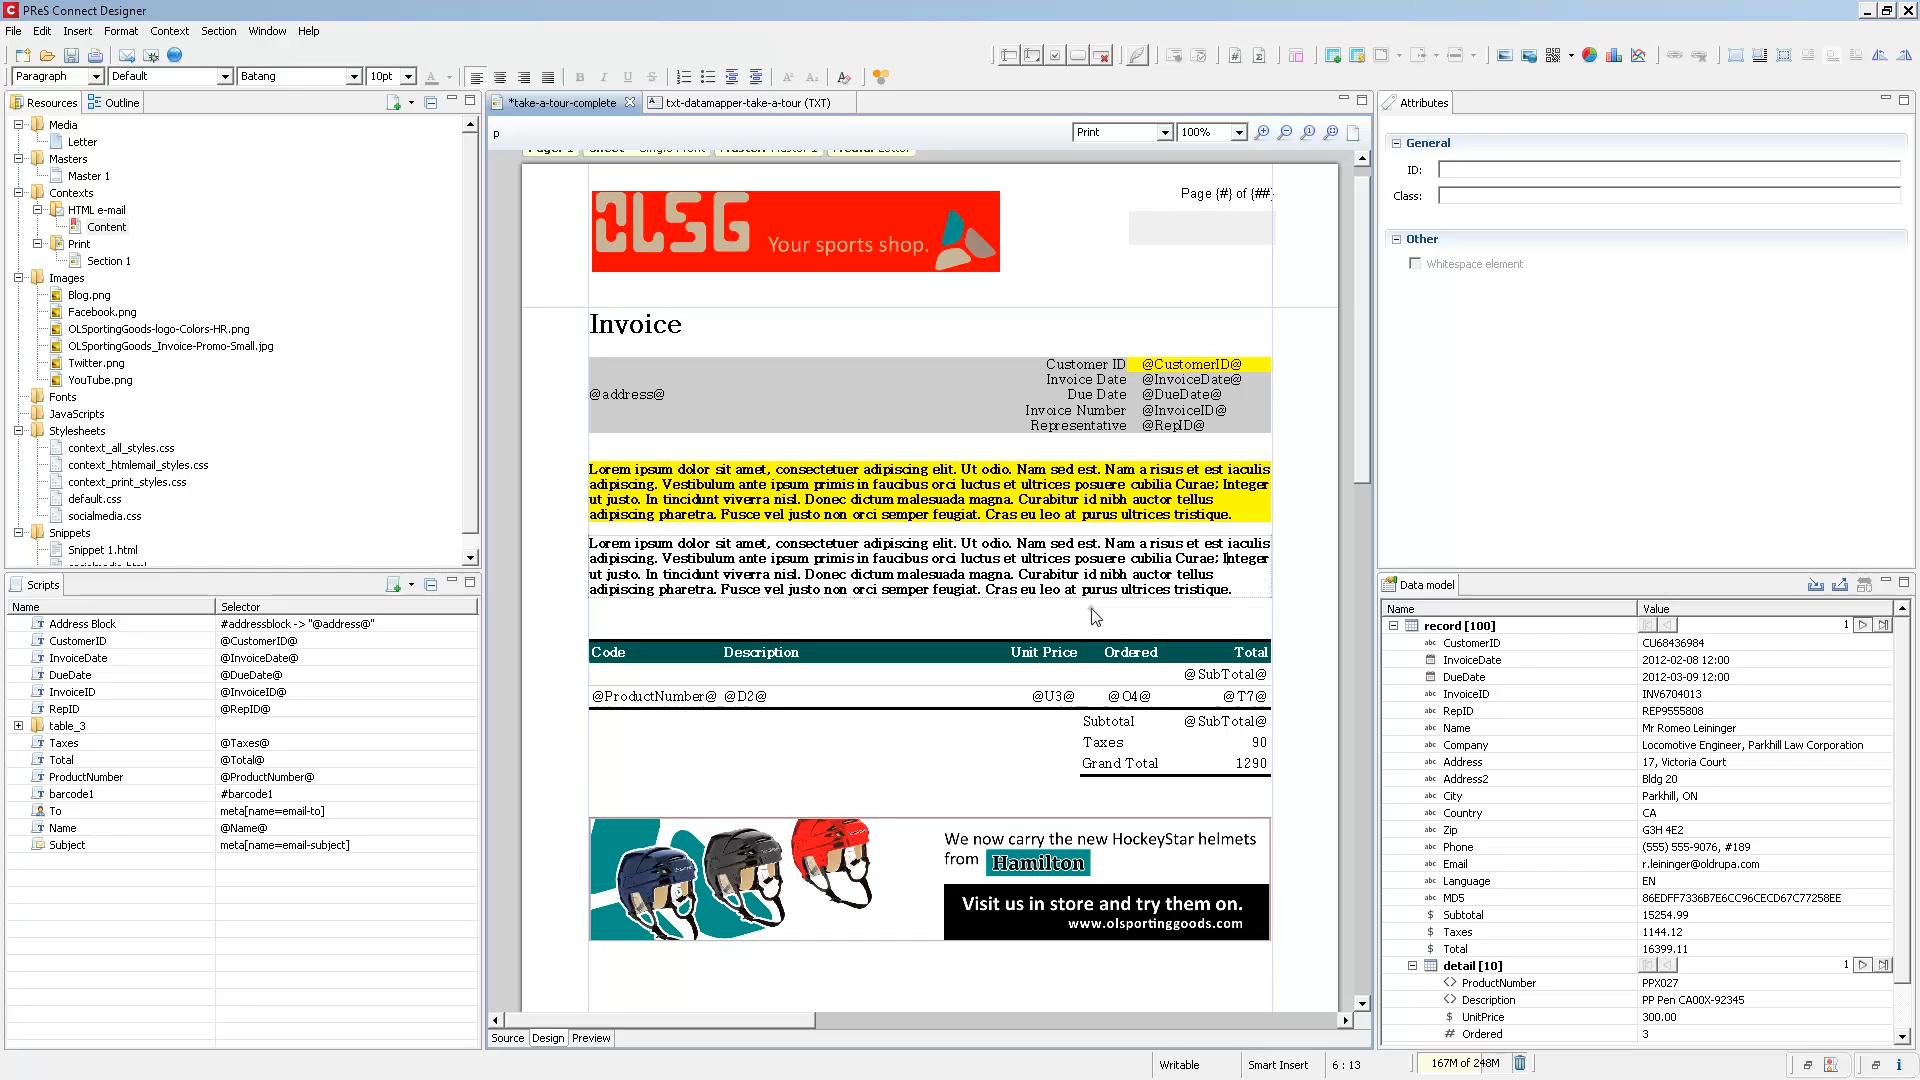 PReS Connect Designer
File Edit Insert Format Context Section Window Help
Paragraph Default Batang 10pt
Resources Outline
Media
Letter
Masters
Master 1
Contexts
HTML e-mail
Content
Print
Section 1
Images
Blog.png
Facebook.png
OLSportingGoods-logo-Colors-HR.png
OLSportingGoods_Invoice-Promo-Small.jpg
Twitter.png
YouTube.png
Fonts
JavaScripts
Stylesheets
context_all_styles.css
context_htmlemail_styles.css
context_print_styles.css
default.css
socialmedia.css
Snippets
Snippet 1.html
Scripts
Name Selector
Address Block #addressblock -> "@address@"
CustomerID @CustomerID@
InvoiceDate @InvoiceDate@
DueDate @DueDate@
InvoiceID @InvoiceID@
RepID @RepID@
table_3
Taxes @Taxes@
Total @Total@
ProductNumber @ProductNumber@
barcode1 #barcode1
To meta[name=email-to]
Name @Name@
Subject meta[name=email-subject]
*take-a-tour-complete txt-datamapper-take-a-tour (TXT)
p Print 100%
Page {#} of {##}
OLSG Your sports shop.
Invoice
Customer ID @CustomerID@
Invoice Date @InvoiceDate@
@address@ Due Date @DueDate@
Invoice Number @InvoiceID@
Representative @RepID@
Lorem ipsum dolor sit amet, consectetuer adipiscing elit. Ut odio. Nam sed est. Nam a risus et est iaculis
adipiscing. Vestibulum ante ipsum primis in faucibus orci luctus et ultrices posuere cubilia Curae; Integer
ut justo. In tincidunt viverra nisl. Donec dictum malesuada magna. Curabitur id nibh auctor tellus
adipiscing pharetra. Fusce vel justo non orci semper feugiat. Cras eu leo at purus ultrices tristique.
Lorem ipsum dolor sit amet, consectetuer adipiscing elit. Ut odio. Nam sed est. Nam a risus et est iaculis
adipiscing. Vestibulum ante ipsum primis in faucibus orci luctus et ultrices posuere cubilia Curae; Integer
ut justo. In tincidunt viverra nisl. Donec dictum malesuada magna. Curabitur id nibh auctor tellus
adipiscing pharetra. Fusce vel justo non orci semper feugiat. Cras eu leo at purus ultrices tristique.
Code Description Unit Price Ordered Total
@SubTotal@
@ProductNumber@ @D2@ @U3@ @O4@ @T7@
Subtotal @SubTotal@
Taxes 90
Grand Total 1290
We now carry the new HockeyStar helmets
from Hamilton
Visit us in store and try them on.
www.olsportinggoods.com
Source Design Preview
Attributes
General
ID:
Class:
Other
Whitespace element
Data model
Name Value
record [100] 1
CustomerID CU68436984
InvoiceDate 2012-02-08 12:00
DueDate 2012-03-09 12:00
InvoiceID INV6704013
RepID REP9555808
Name Mr Romeo Leininger
Company Locomotive Engineer, Parkhill Law Corporation
Address 17, Victoria Court
Address2 Bldg 20
City Parkhill, ON
Country CA
Zip G3H 4E2
Phone (555) 555-9076, #189
Email r.leininger@oldrupa.com
Language EN
MD5 86EDFF7336B7E6CC96CECD67C77258EE
Subtotal 15254.99
Taxes 1144.12
Total 16399.11
detail [10] 1
ProductNumber PPX027
Description PP Pen CA00X-92345
UnitPrice 300.00
Ordered 3
Writable Smart Insert 6 : 13 167M of 248M